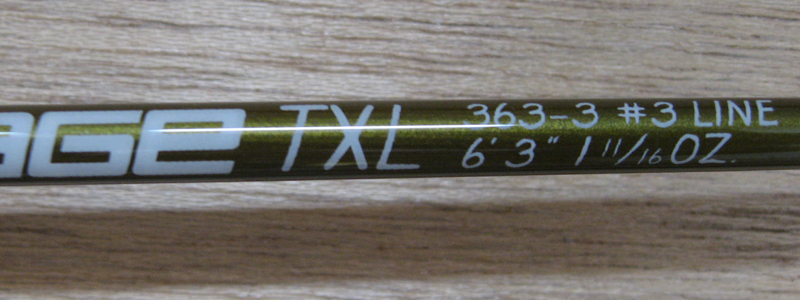 AGE TXL 363-3 #3 LINE
6' 3" 1 11/16 OZ.